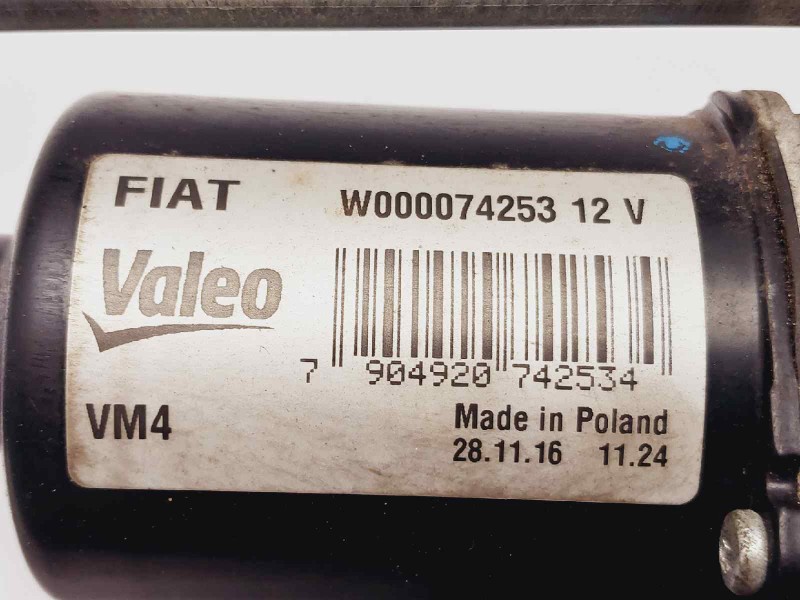 FIAT W000074253 12 V
Valeo
7 904920 742534
VM4 Made in Poland
28.11.16 11.24